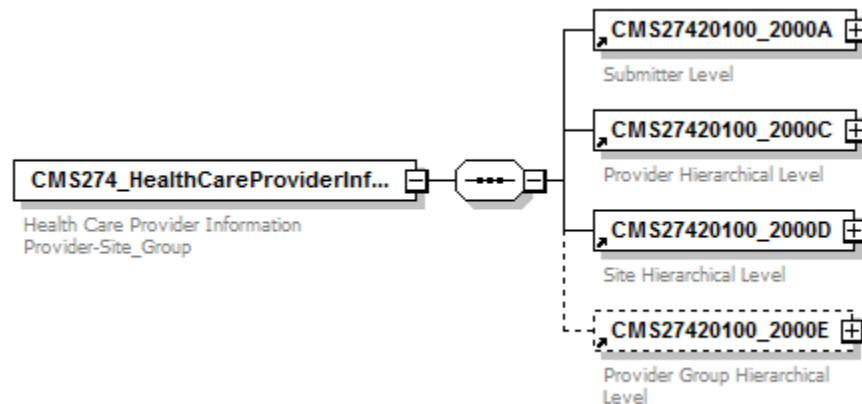 CMS27420100_2000A
Submitter Level
CMS27420100_2000C
Provider Hierarchical Level
CMS274_HealthCareProviderInf...
Health Care Provider Information
Provider-Site_Group
CMS27420100_2000D
Site Hierarchical Level
CMS27420100_2000E
Provider Group Hierarchical
Level